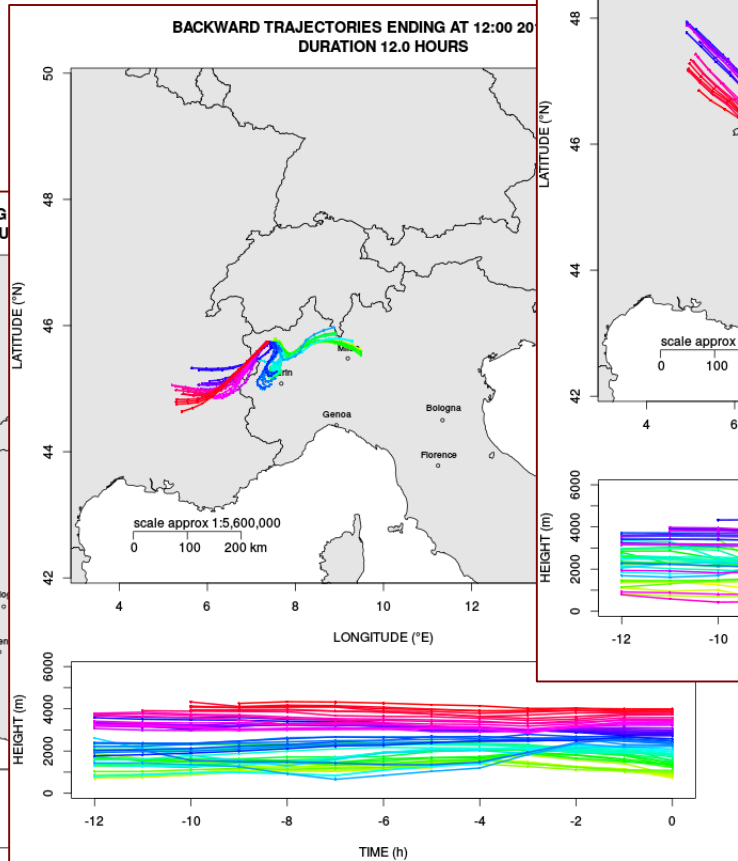 BACKWARD TRAJECTORIES ENDING AT 12:00
DURATION 12.0 HOURS
LATITUDE (°N)
50
48
46
44
42
Genoa
Bologna
Florence
scale approx 1:5,600,000
0 100 200 km
4 6 8 10 12
LONGITUDE (°E)
HEIGHT (m)
6000
4000
2000
0
-12 -10 -8 -6 -4 -2 0
TIME (h)
LATITUDE (°N)
48
46
44
42
scale approx
0 100
4 6
HEIGHT (m)
6000
4000
2000
0
-12 -10